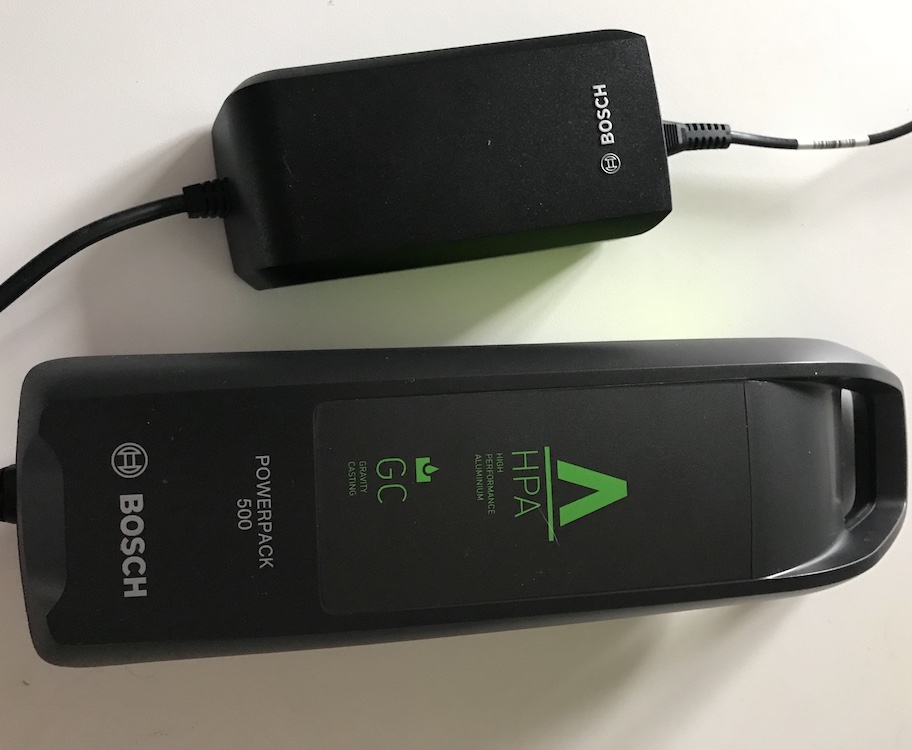 BOSCH
BOSCH
POWERPACK
500
GC
GRAVITY
CASTING
HPA
HIGH
PERFORMANCE
ALUMINIUM